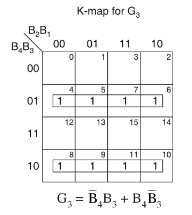 K-map for G₃
B₂B₁
B₄B₃ 00 01 11 10
00 0 1 3 2
01 4 5 7 6
1 1 1 1
11 12 13 15 14
10 8 9 11 10
1 1 1 1
G₃ = B̅₄B₃ + B₄B̅₃